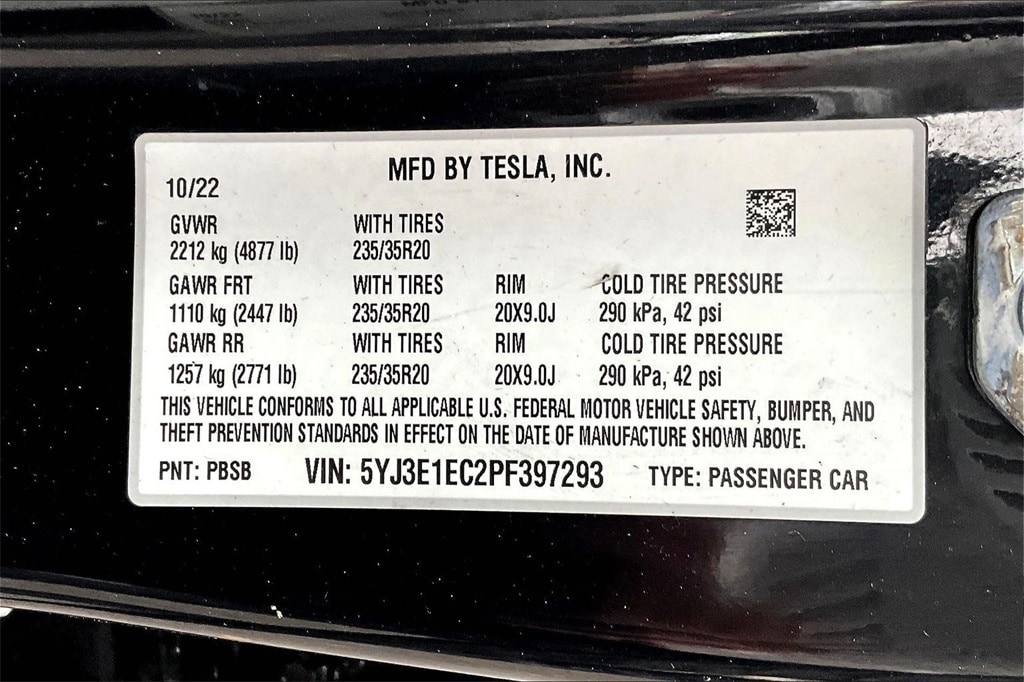 MFD BY TESLA, INC.
10/22
GVWR WITH TIRES
2212 kg (4877 lb) 235/35R20
GAWR FRT WITH TIRES RIM COLD TIRE PRESSURE
1110 kg (2447 lb) 235/35R20 20X9.0J 290 kPa, 42 psi
GAWR RR WITH TIRES RIM COLD TIRE PRESSURE
1257 kg (2771 lb) 235/35R20 20X9.0J 290 kPa, 42 psi
THIS VEHICLE CONFORMS TO ALL APPLICABLE U.S. FEDERAL MOTOR VEHICLE SAFETY, BUMPER, AND
THEFT PREVENTION STANDARDS IN EFFECT ON THE DATE OF MANUFACTURE SHOWN ABOVE.
PNT: PBSB VIN: 5YJ3E1EC2PF397293 TYPE: PASSENGER CAR